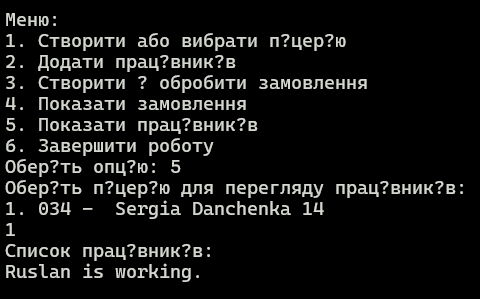 Меню:
1. Створити або вибрати п?цер?ю
2. Додати прац?вник?в
3. Створити ? обробити замовлення
4. Показати замовлення
5. Показати прац?вник?в
6. Завершити роботу
Обер?ть опц?ю: 5
Обер?ть п?цер?ю для перегляду прац?вник?в:
1. 034 -  Sergia Danchenka 14
1
Список прац?вник?в:
Ruslan is working.